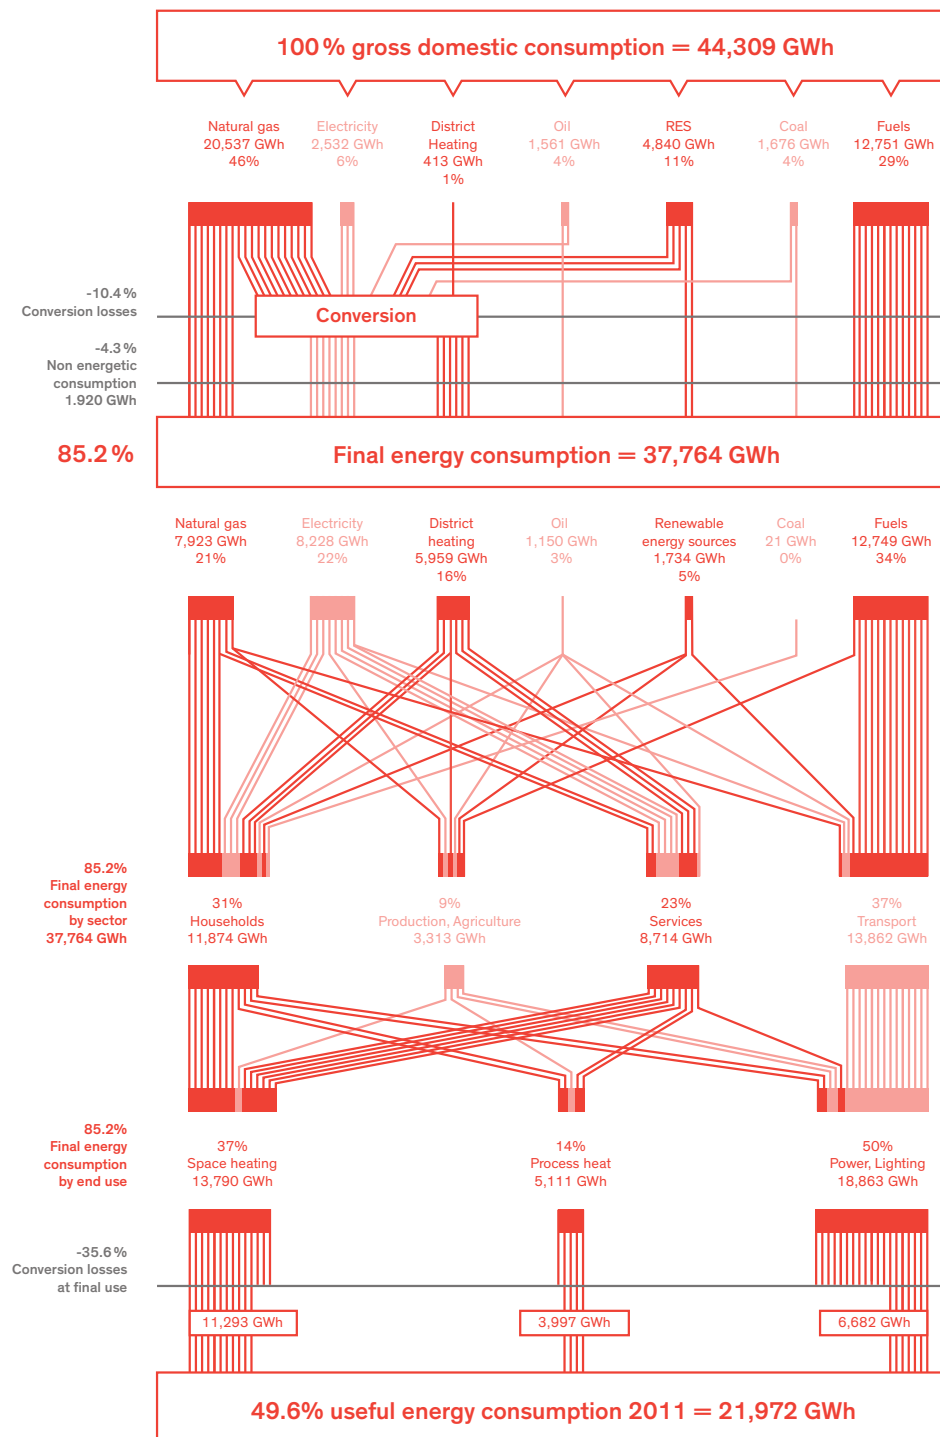 100 % gross domestic consumption = 44,309 GWh
Natural gas
20,537 GWh
46%
Electricity
2,532 GWh
6%
District
Heating
413 GWh
1%
Oil
1,561 GWh
4%
RES
4,840 GWh
11%
Coal
1,676 GWh
4%
Fuels
12,751 GWh
29%
-10.4 %
Conversion losses
Conversion
-4.3 %
Non energetic
consumption
1.920 GWh
85.2 %
Final energy consumption = 37,764 GWh
Natural gas
7,923 GWh
21%
Electricity
8,228 GWh
22%
District
heating
5,959 GWh
16%
Oil
1,150 GWh
3%
Renewable
energy sources
1,734 GWh
5%
Coal
21 GWh
0%
Fuels
12,749 GWh
34%
85.2%
Final energy
consumption
by sector
37,764 GWh
31%
Households
11,874 GWh
9%
Production, Agriculture
3,313 GWh
23%
Services
8,714 GWh
37%
Transport
13,862 GWh
85.2%
Final energy
consumption
by end use
37%
Space heating
13,790 GWh
14%
Process heat
5,111 GWh
50%
Power, Lighting
18,863 GWh
-35.6 %
Conversion losses
at final use
11,293 GWh
3,997 GWh
6,682 GWh
49.6% useful energy consumption 2011 = 21,972 GWh